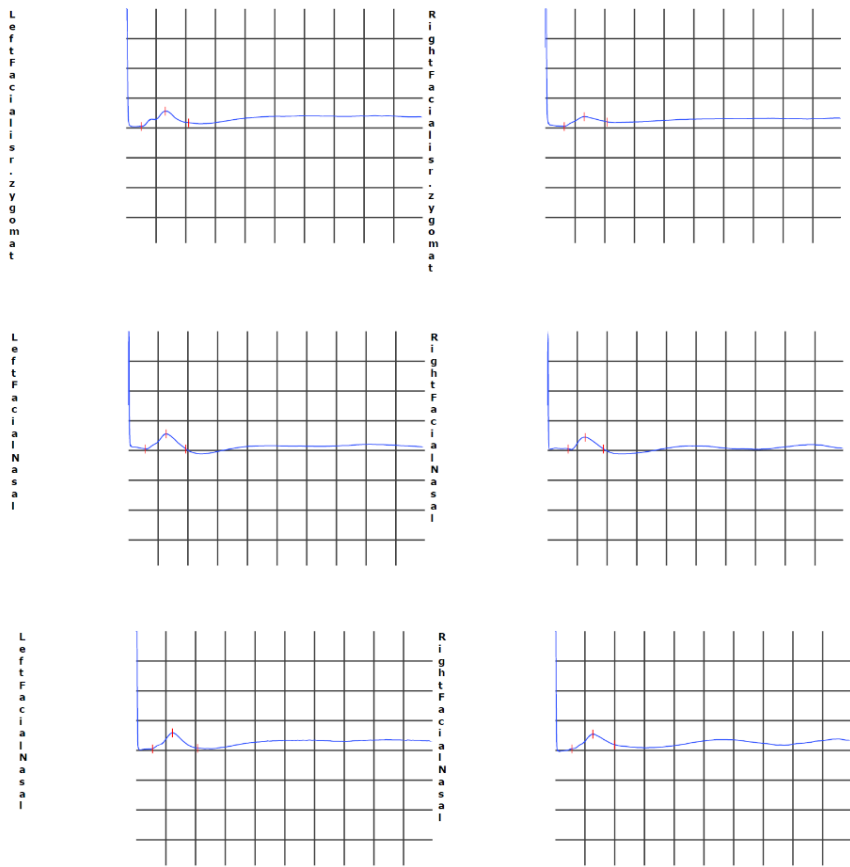 LeftFacialisr.zygomat
RightFacialisr.zygomat
LeftFacialNasal
RightFacialNasal
LeftFacialNasal
RightFacialNasal